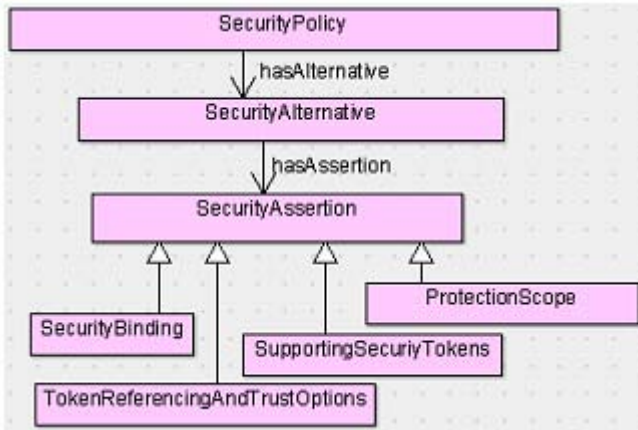 SecurityPolicy
hasAlternative
SecurityAlternative
hasAssertion
SecurityAssertion
ProtectionScope
SecurityBinding
SupportingSecuriyTokens
TokenReferencingAndTrustOptions